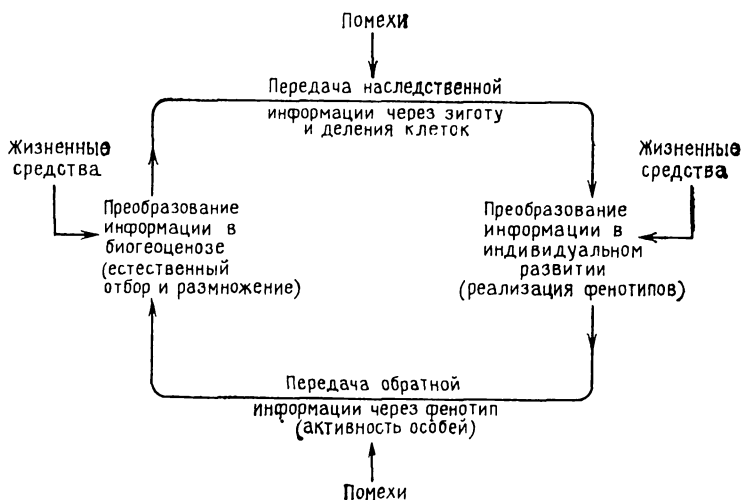 Помехи
Передача наследственной
информации через зиготу
и деления клеток
Жизненные
средства
Жизненные
средства
Преобразование
информации в
биогеоценозе
(естественный
отбор и размножение)
Преобразование
информации в
индивидуальном
развитии
(реализация фенотипов)
Передача обратной
информации через фенотип
(активность особей)
Помехи